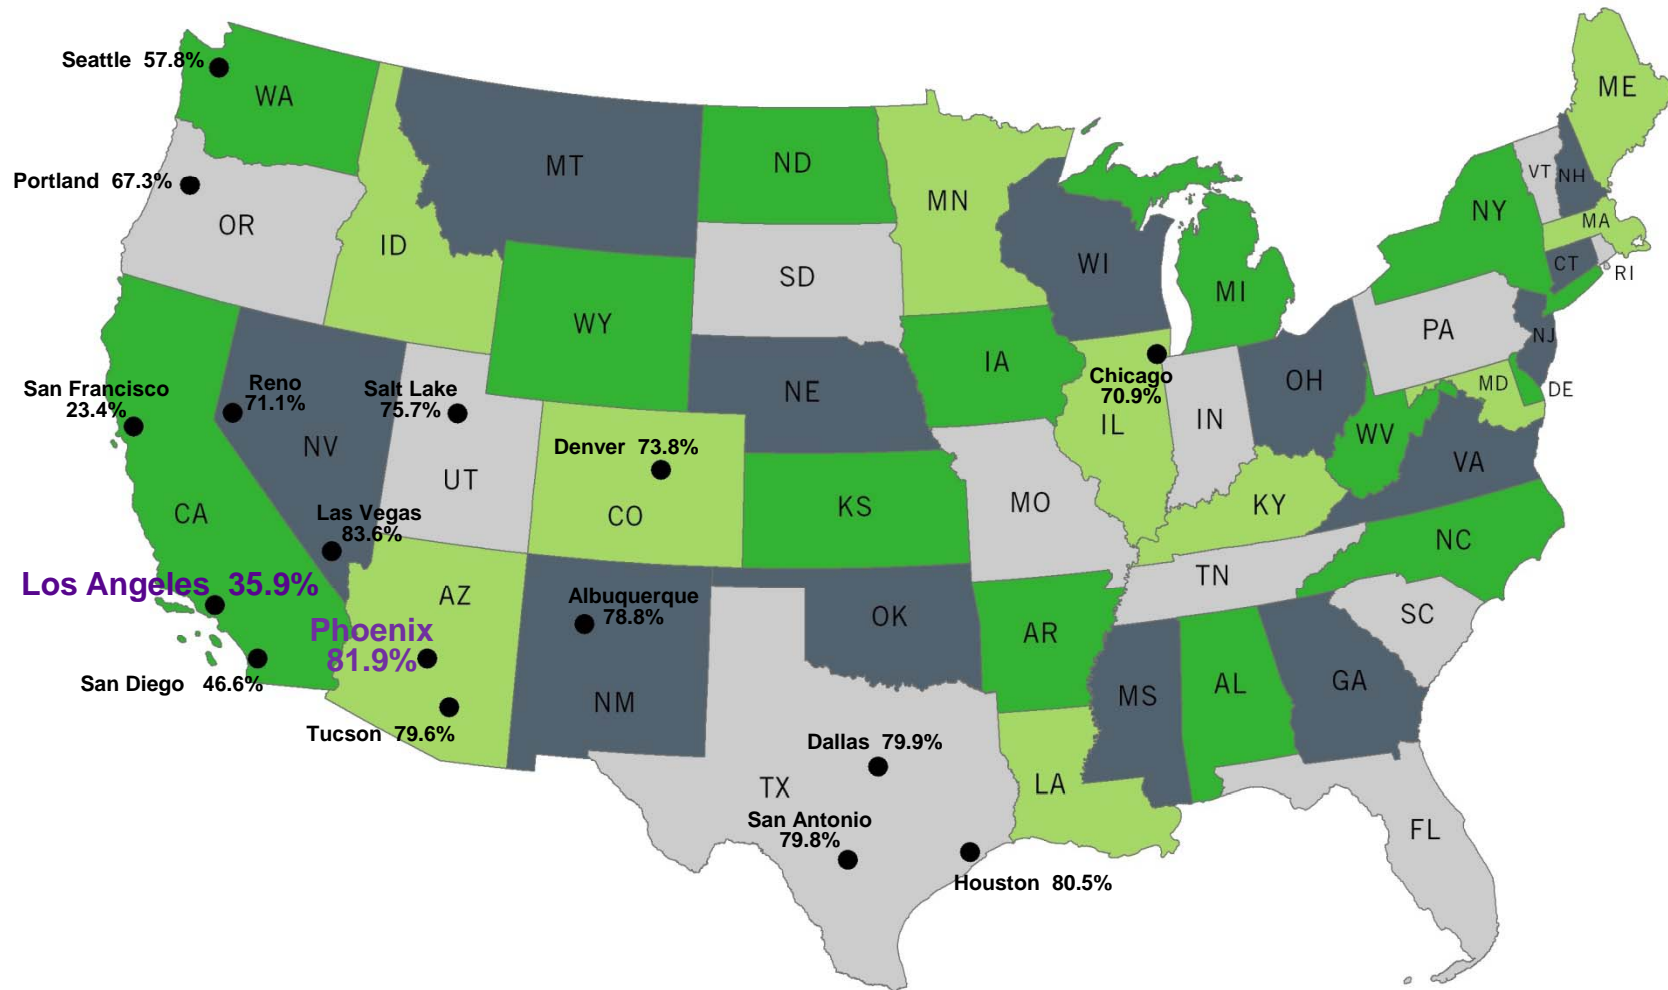 Seattle 57.8%
WA
Portland 67.3%
OR
ID
MT
ND
MN
SD
WY
WI
MI
ME
VT
NH
NY
MA
CT
RI
PA
NJ
MD
DE
San Francisco
23.4%
Reno
71.1%
Salt Lake
75.7%
NV
UT
CA
Las Vegas
83.6%
Denver 73.8%
CO
NE
IA
KS
Chicago
70.9%
IL
IN
OH
WV
VA
MO
KY
NC
TN
SC
Los Angeles 35.9%
AZ
Phoenix
81.9%
San Diego 46.6%
Tucson 79.6%
Albuquerque
78.8%
NM
OK
AR
MS
AL
GA
Dallas 79.9%
TX
San Antonio
79.8%
Houston 80.5%
LA
FL